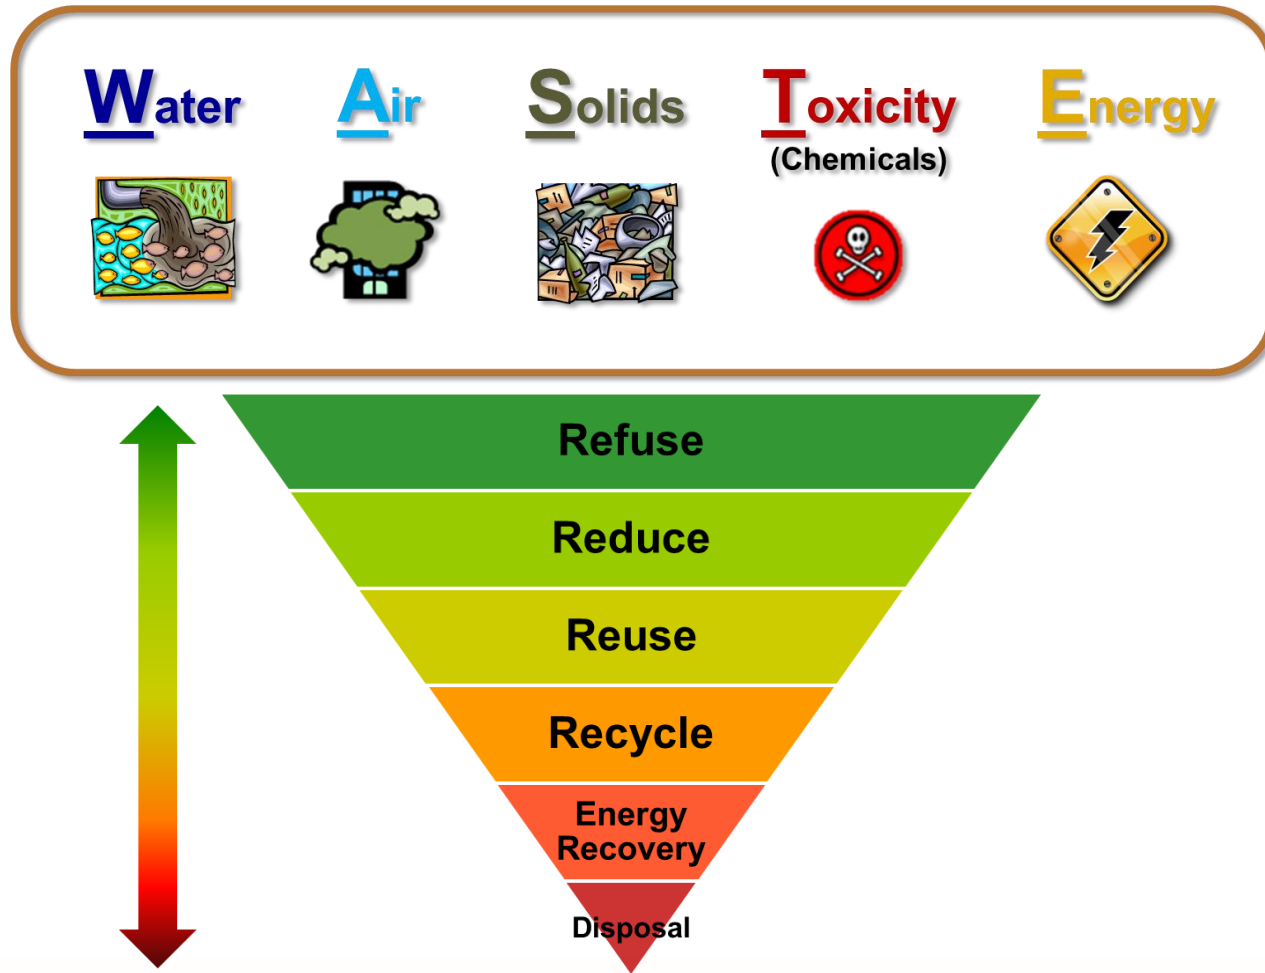 Water Air Solids Toxicity Energy
(Chemicals)
Refuse
Reduce
Reuse
Recycle
Energy
Recovery
Disposal